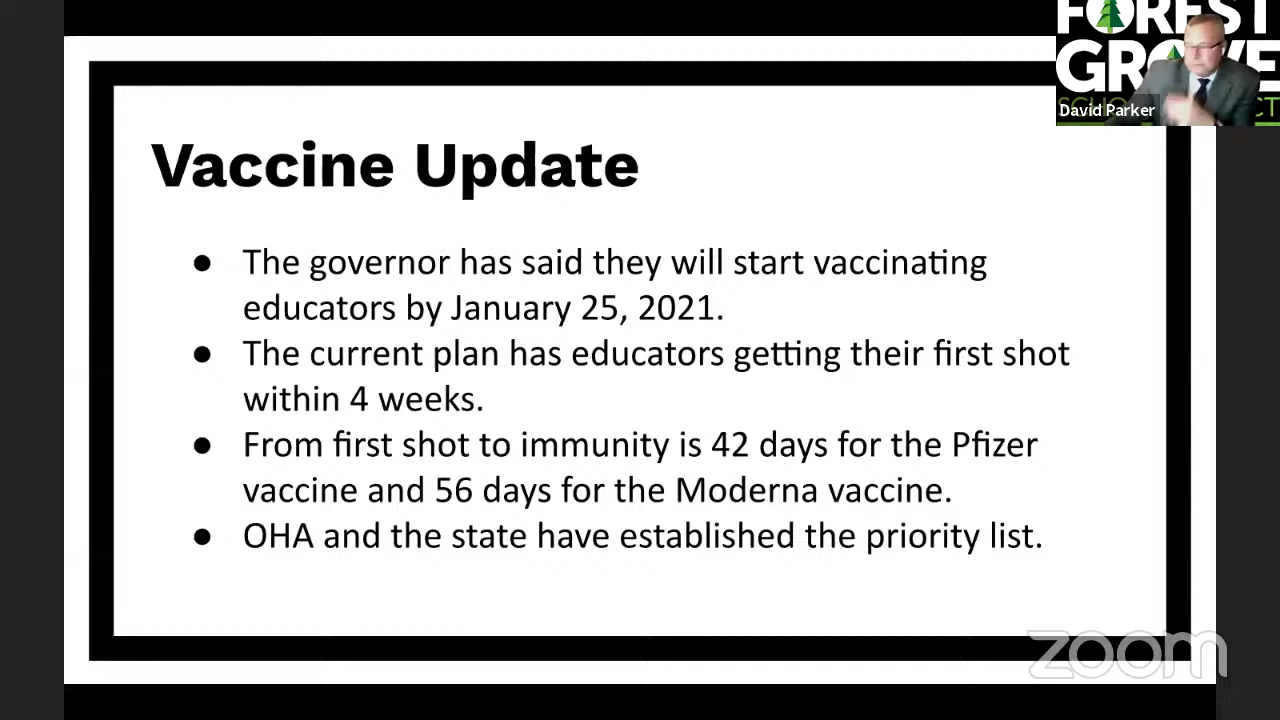 FOREST
GROVE
David Parker
Vaccine Update
● The governor has said they will start vaccinating
educators by January 25, 2021.
● The current plan has educators getting their first shot
within 4 weeks.
● From first shot to immunity is 42 days for the Pfizer
vaccine and 56 days for the Moderna vaccine.
● OHA and the state have established the priority list.
zoom